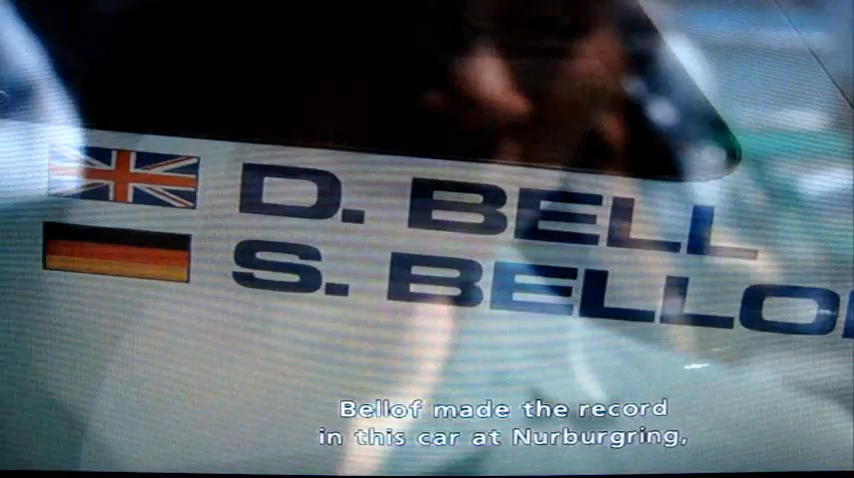 D. BELL
S. BELLO
Bellof made the record
in this car at Nurburgring,